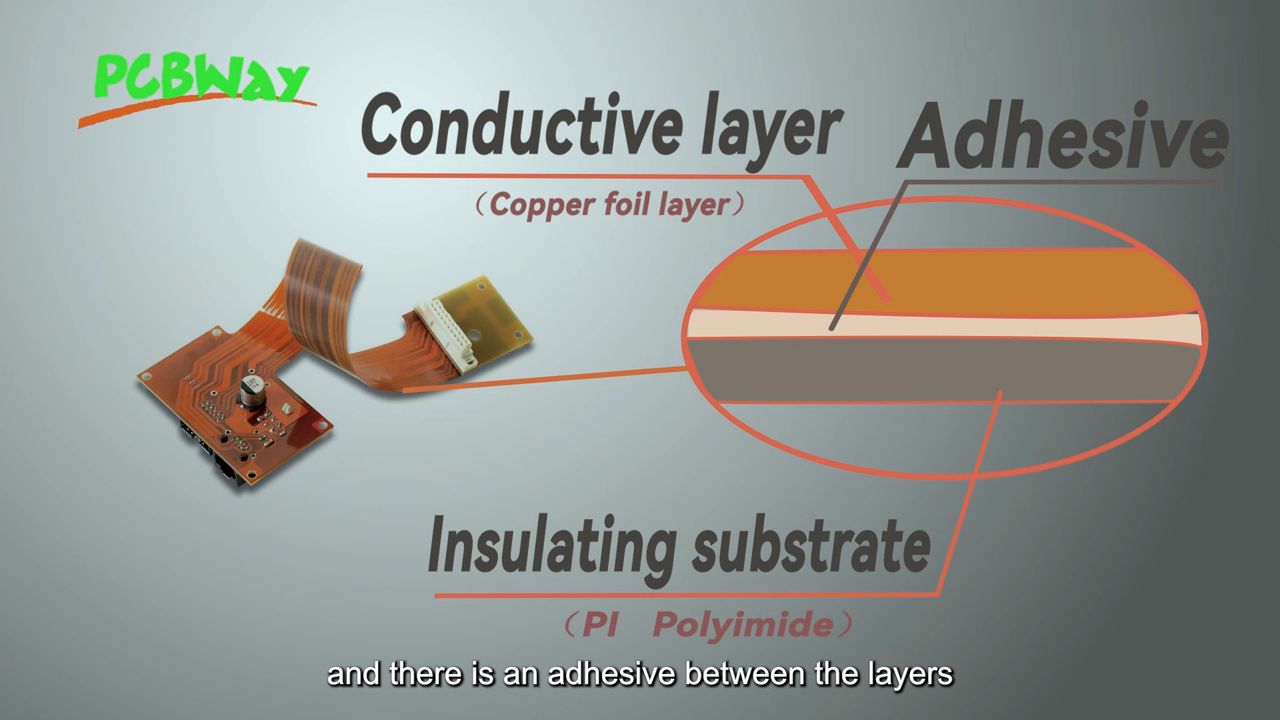 PCBWay
Conductive layer
Adhesive
（Copper foil layer）
Insulating substrate
（PI Polyimide）
and there is an adhesive between the layers